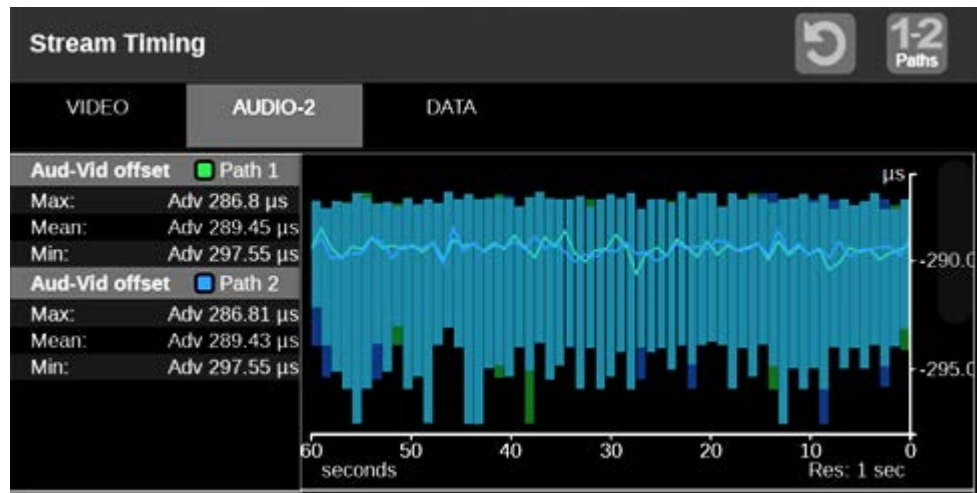 Stream Timing
1-2
Paths
VIDEO
AUDIO-2
DATA
Aud-Vid offset Path 1
Max: Adv 286.8 µs
Mean: Adv 289.45 µs
Min: Adv 297.55 µs
Aud-Vid offset Path 2
Max: Adv 286.81 µs
Mean: Adv 289.43 µs
Min: Adv 297.55 µs
µs
-290.0
-295.0
60 50 40 30 20 10 0
seconds
Res: 1 sec